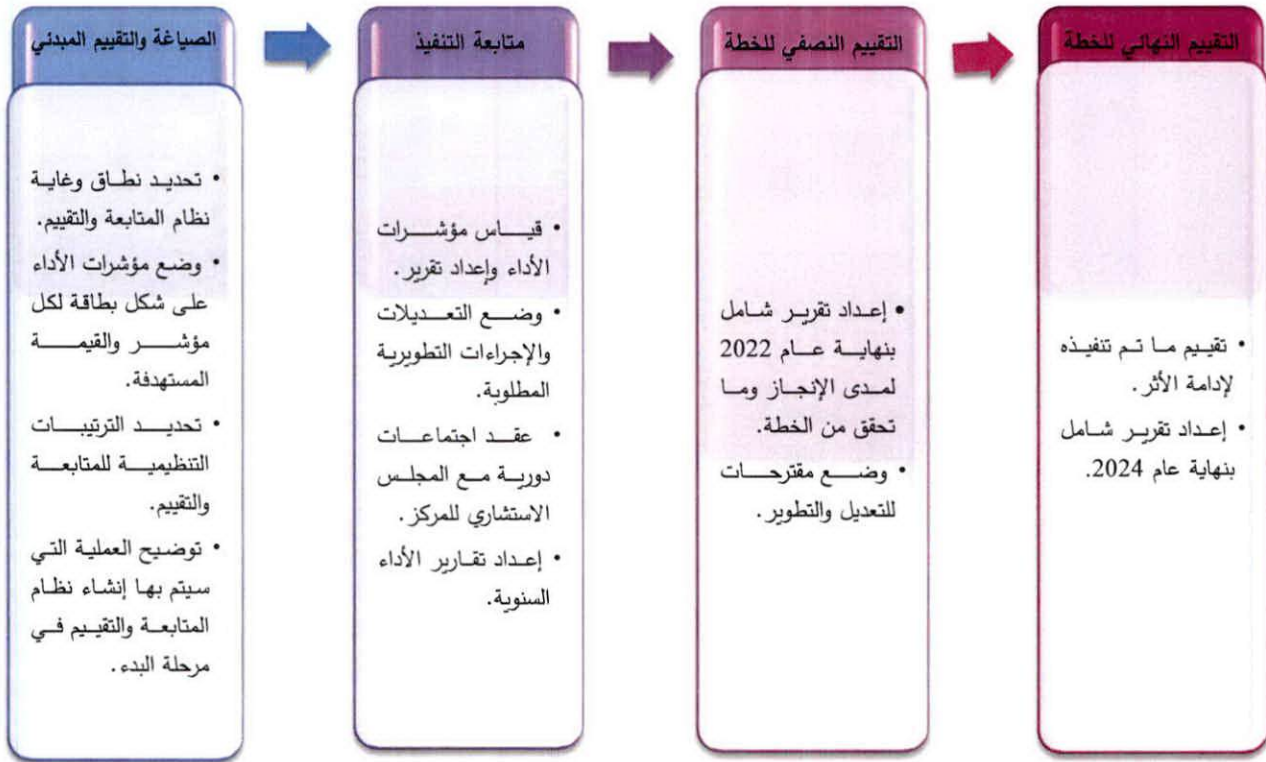 الصياغة والتقييم المبدئي
• تحديد نطاق وغاية
نظام المتابعة والتقييم.
• وضع مؤشرات الأداء
على شكل بطاقة لكل
مؤشر والقيمة
المستهدفة.
• تحديد الترتيبات
التنظيمية للمتابعة
والتقييم.
• توضيح العملية التي
سيتم بها إنشاء نظام
المتابعة والتقييم في
مرحلة البدء.
متابعة التنفيذ
• قياس مؤشرات
الأداء وإعداد تقرير.
• وضع التعديلات
والإجراءات التطويرية
المطلوبة.
• عقد اجتماعات
دورية مع المجلس
الاستشاري للمركز.
• إعداد تقارير الأداء
السنوية.
التقييم النصفي للخطة
• إعداد تقرير شامل
بنهاية عام 2022
لمدى الإنجاز وما
تحقق من الخطة.
• وضع مقترحات
للتعديل والتطوير.
التقييم النهائي للخطة
• تقييم ما تم تنفيذه
لإدامة الأثر.
• إعداد تقرير شامل
بنهاية عام 2024.